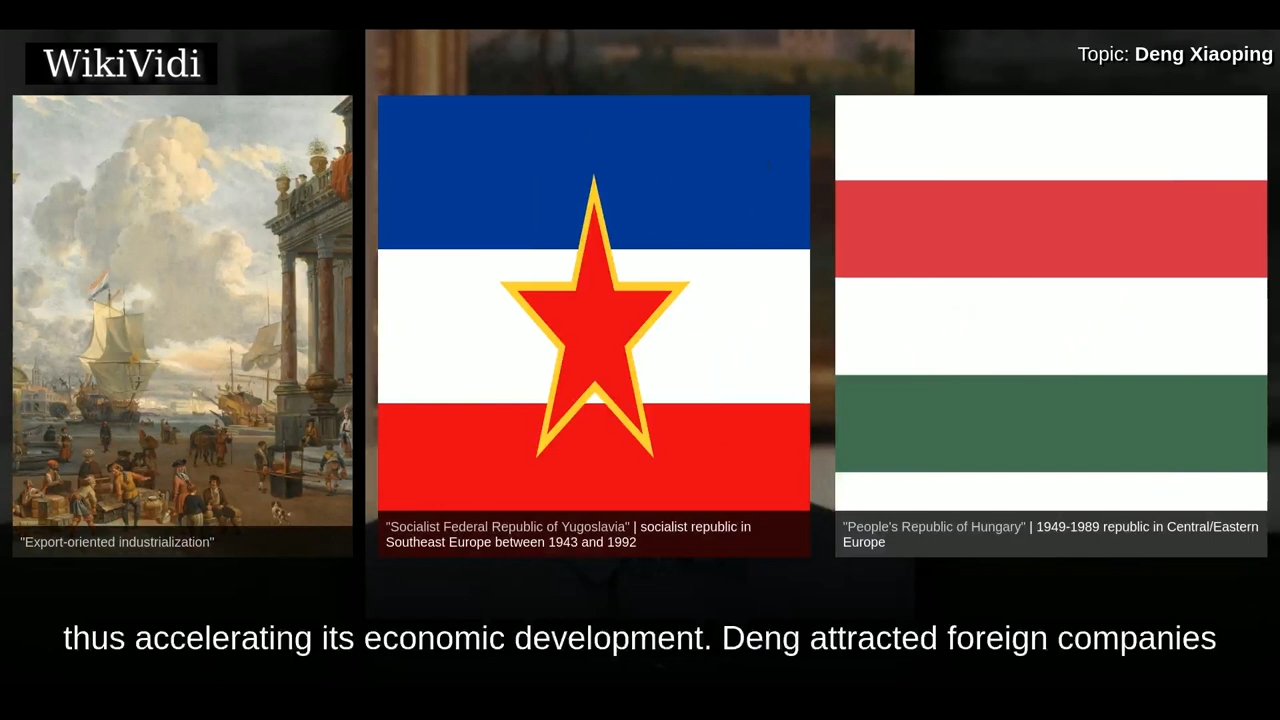 WikiVidi
Topic: Deng Xiaoping
"Export-oriented industrialization"
"Socialist Federal Republic of Yugoslavia" | socialist republic in
Southeast Europe between 1943 and 1992
"People's Republic of Hungary" | 1949-1989 republic in Central/Eastern
Europe
thus accelerating its economic development. Deng attracted foreign companies